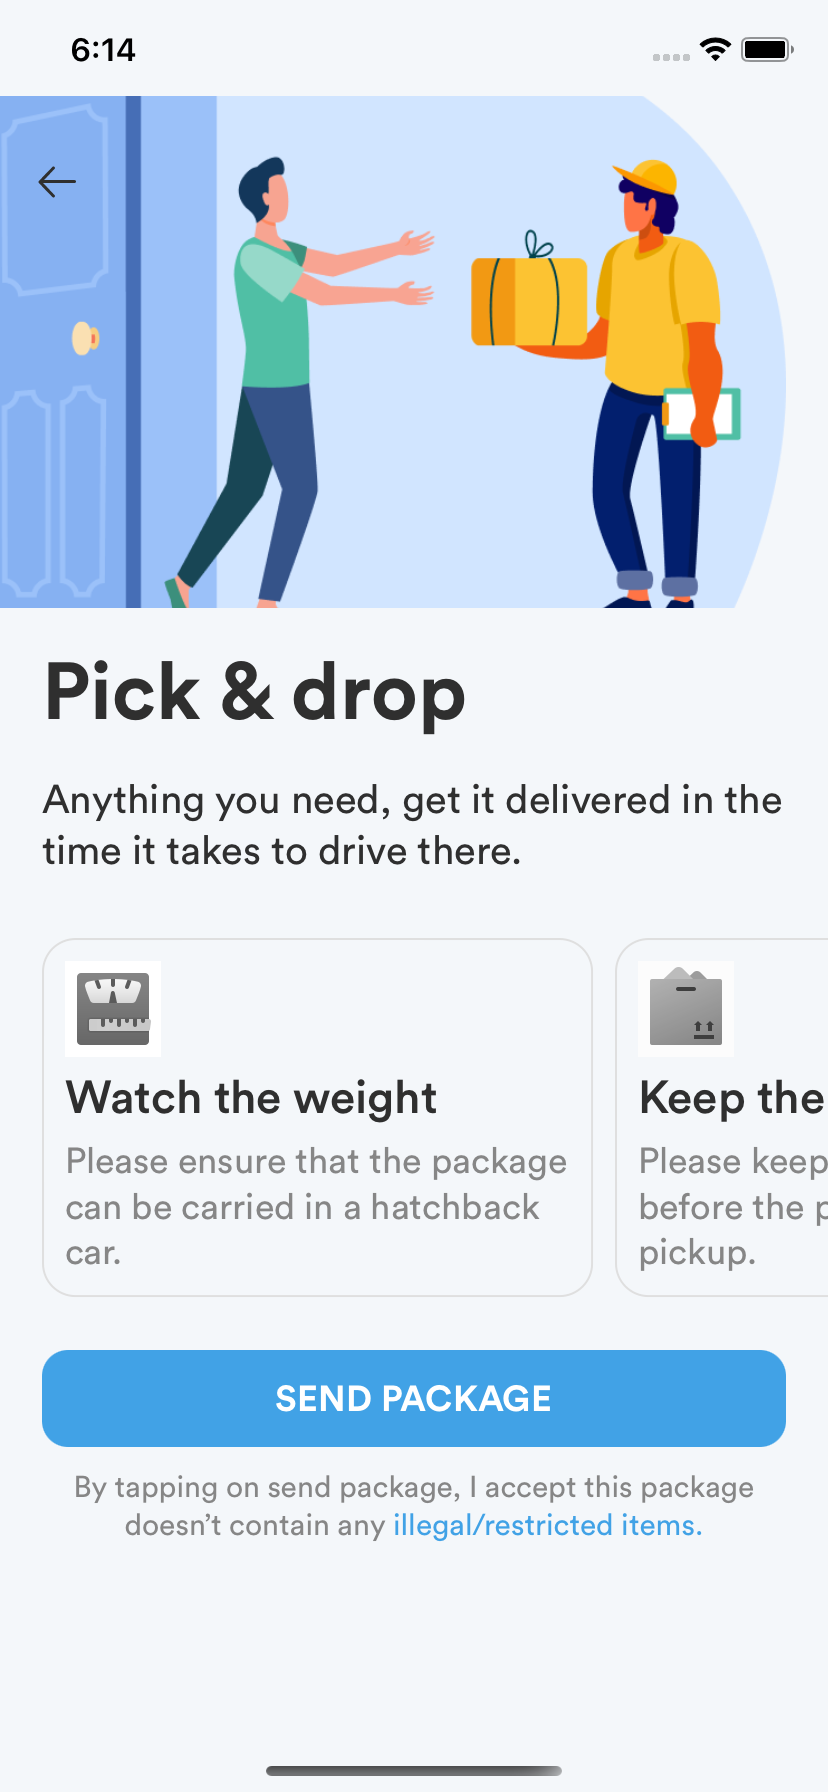 6:14
Pick & drop
Anything you need, get it delivered in the
time it takes to drive there.
Watch the weight
Please ensure that the package
can be carried in a hatchback
car.
Keep the
Please keep
before the p
pickup.
SEND PACKAGE
By tapping on send package, I accept this package
doesn’t contain any illegal/restricted items.